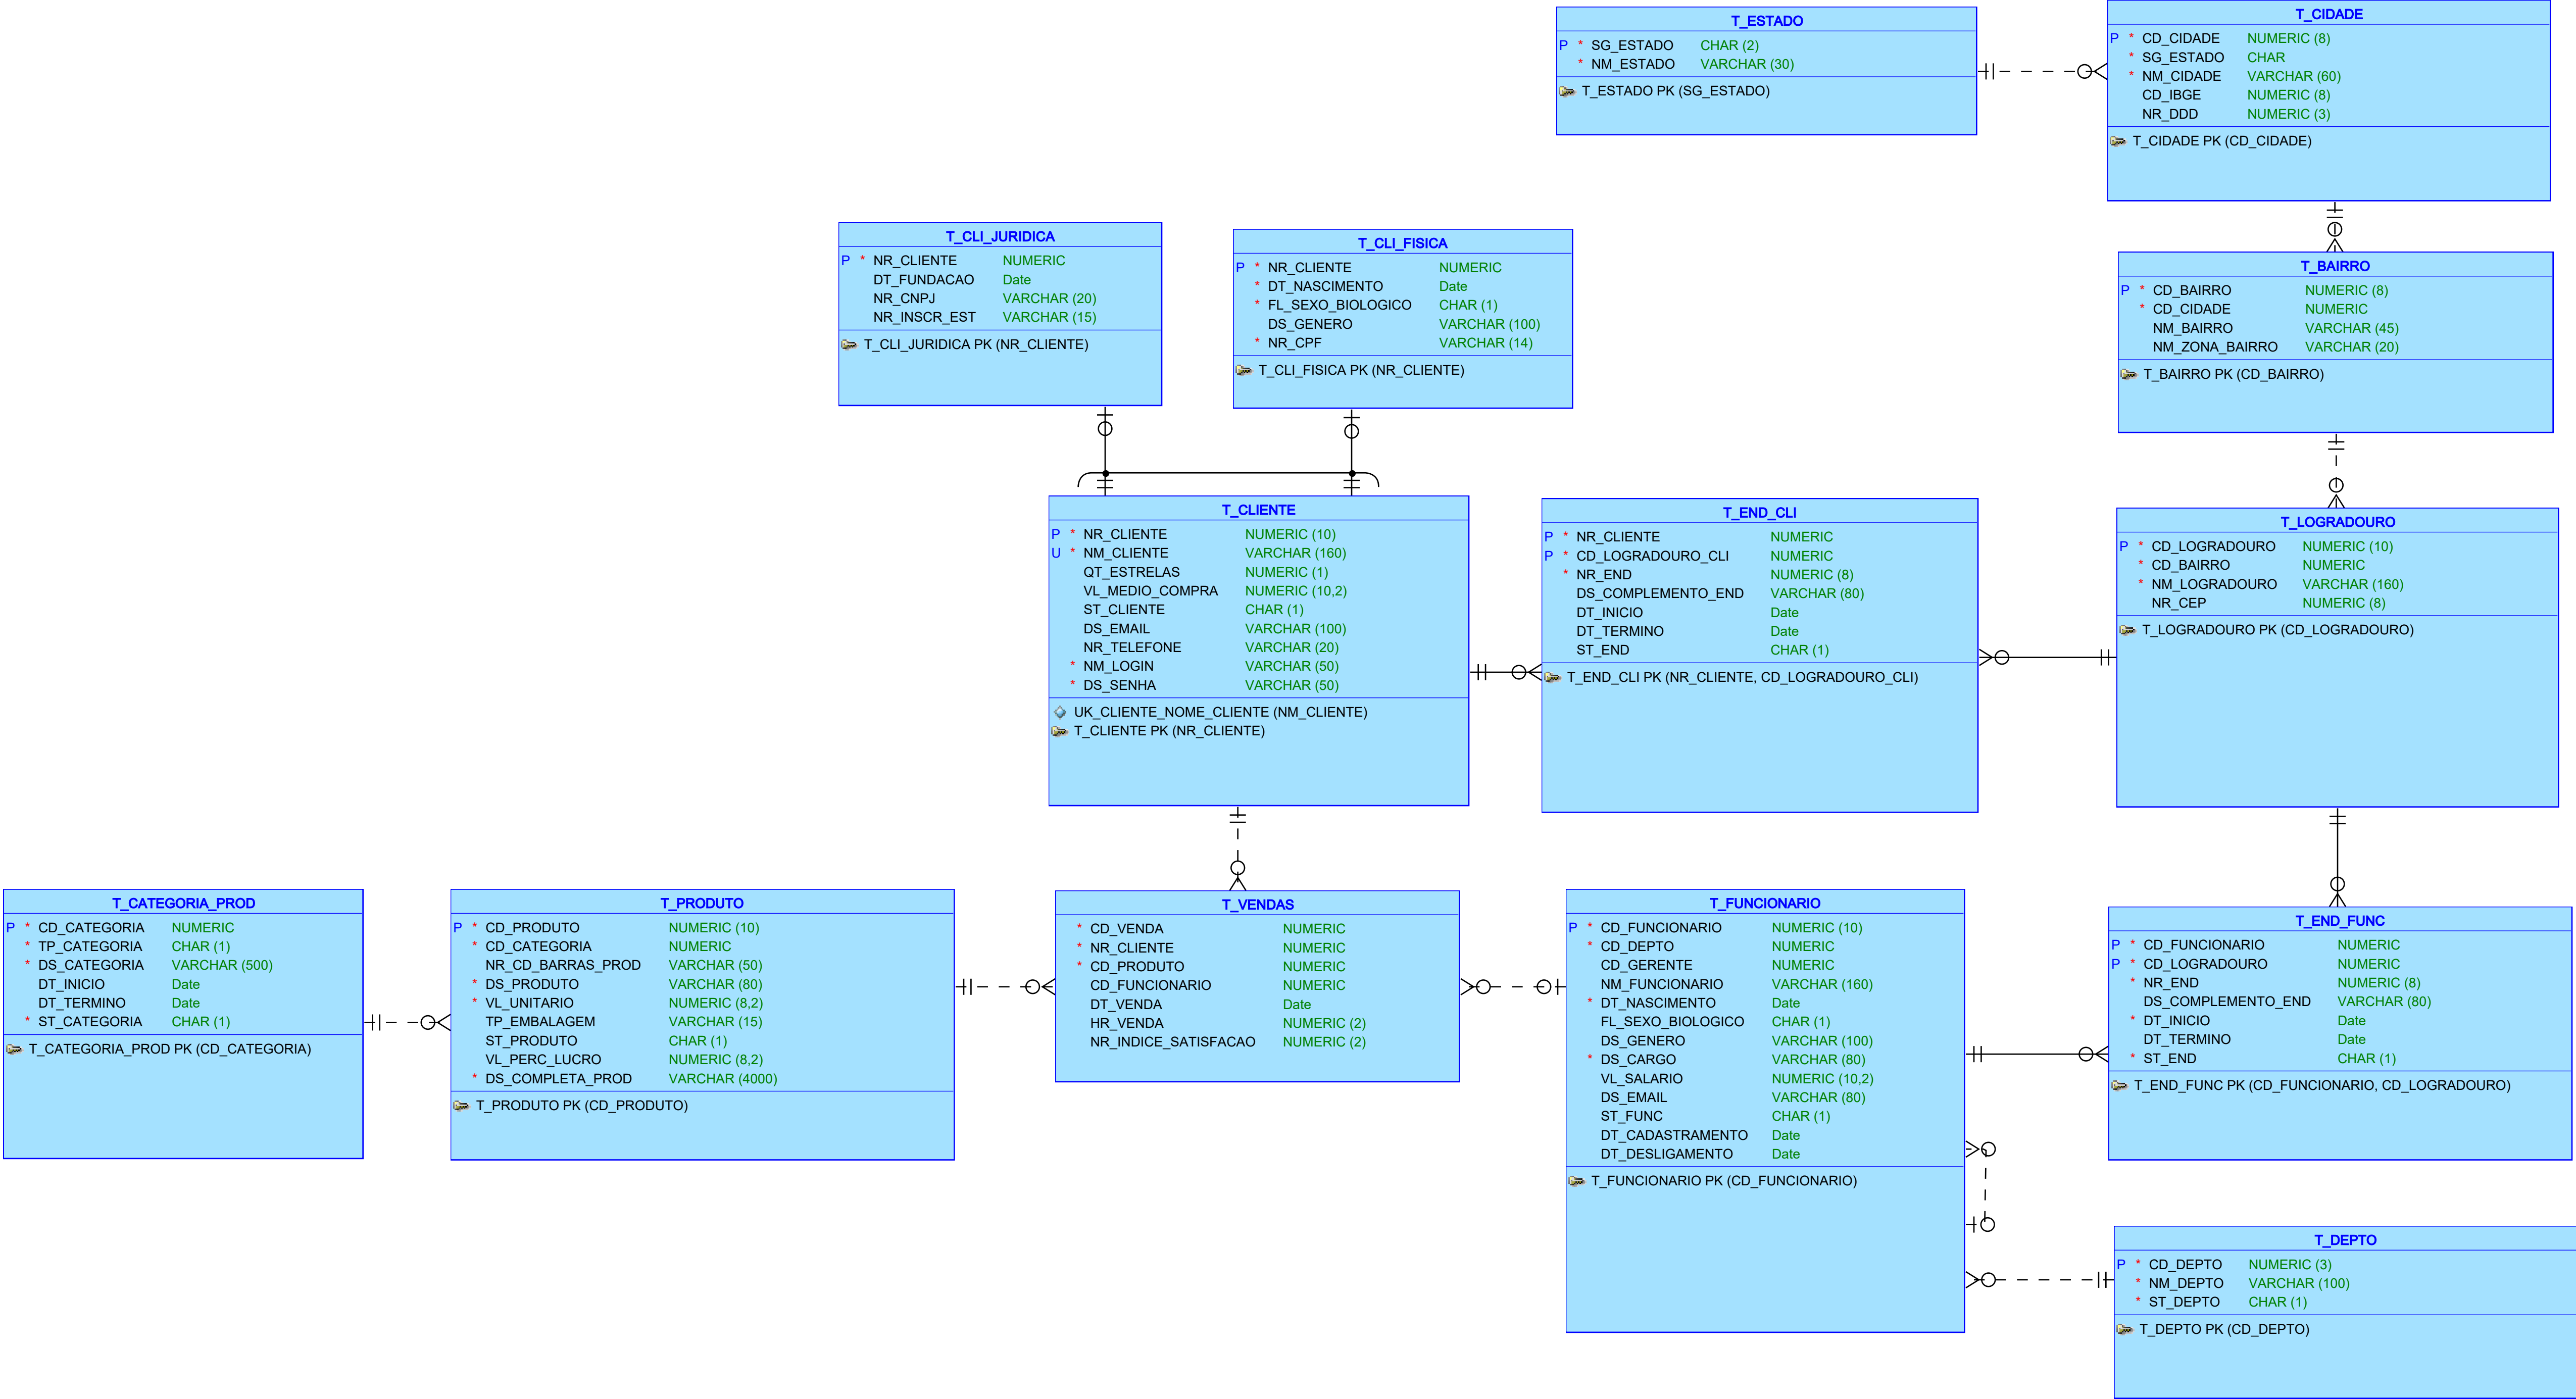 T_ESTADO
P * SG_ESTADO CHAR (2)
* NM_ESTADO VARCHAR (30)
T_ESTADO PK (SG_ESTADO)
T_CIDADE
P * CD_CIDADE NUMERIC (8)
* SG_ESTADO CHAR
* NM_CIDADE VARCHAR (60)
CD_IBGE NUMERIC (8)
NR_DDD NUMERIC (3)
T_CIDADE PK (CD_CIDADE)
T_CLI_JURIDICA
P * NR_CLIENTE NUMERIC
DT_FUNDACAO Date
NR_CNPJ VARCHAR (20)
NR_INSCR_EST VARCHAR (15)
T_CLI_JURIDICA PK (NR_CLIENTE)
T_CLI_FISICA
P * NR_CLIENTE NUMERIC
* DT_NASCIMENTO Date
* FL_SEXO_BIOLOGICO CHAR (1)
DS_GENERO VARCHAR (100)
* NR_CPF VARCHAR (14)
T_CLI_FISICA PK (NR_CLIENTE)
T_BAIRRO
P * CD_BAIRRO NUMERIC (8)
* CD_CIDADE NUMERIC
NM_BAIRRO VARCHAR (45)
NM_ZONA_BAIRRO VARCHAR (20)
T_BAIRRO PK (CD_BAIRRO)
T_CLIENTE
P * NR_CLIENTE NUMERIC (10)
U * NM_CLIENTE VARCHAR (160)
QT_ESTRELAS NUMERIC (1)
VL_MEDIO_COMPRA NUMERIC (10,2)
ST_CLIENTE CHAR (1)
DS_EMAIL VARCHAR (100)
NR_TELEFONE VARCHAR (20)
* NM_LOGIN VARCHAR (50)
* DS_SENHA VARCHAR (50)
UK_CLIENTE_NOME_CLIENTE (NM_CLIENTE)
T_CLIENTE PK (NR_CLIENTE)
T_END_CLI
P * NR_CLIENTE NUMERIC
P * CD_LOGRADOURO_CLI NUMERIC
* NR_END NUMERIC (8)
DS_COMPLEMENTO_END VARCHAR (80)
DT_INICIO Date
DT_TERMINO Date
ST_END CHAR (1)
T_END_CLI PK (NR_CLIENTE, CD_LOGRADOURO_CLI)
T_LOGRADOURO
P * CD_LOGRADOURO NUMERIC (10)
* CD_BAIRRO NUMERIC
* NM_LOGRADOURO VARCHAR (160)
NR_CEP NUMERIC (8)
T_LOGRADOURO PK (CD_LOGRADOURO)
T_CATEGORIA_PROD
P * CD_CATEGORIA NUMERIC
* TP_CATEGORIA CHAR (1)
* DS_CATEGORIA VARCHAR (500)
DT_INICIO Date
DT_TERMINO Date
* ST_CATEGORIA CHAR (1)
T_CATEGORIA_PROD PK (CD_CATEGORIA)
T_PRODUTO
P * CD_PRODUTO NUMERIC (10)
* CD_CATEGORIA NUMERIC
NR_CD_BARRAS_PROD VARCHAR (50)
* DS_PRODUTO VARCHAR (80)
* VL_UNITARIO NUMERIC (8,2)
TP_EMBALAGEM VARCHAR (15)
ST_PRODUTO CHAR (1)
VL_PERC_LUCRO NUMERIC (8,2)
* DS_COMPLETA_PROD VARCHAR (4000)
T_PRODUTO PK (CD_PRODUTO)
T_VENDAS
* CD_VENDA NUMERIC
* NR_CLIENTE NUMERIC
* CD_PRODUTO NUMERIC
CD_FUNCIONARIO NUMERIC
DT_VENDA Date
HR_VENDA NUMERIC (2)
NR_INDICE_SATISFACAO NUMERIC (2)
T_FUNCIONARIO
P * CD_FUNCIONARIO NUMERIC (10)
* CD_DEPTO NUMERIC
CD_GERENTE NUMERIC
NM_FUNCIONARIO VARCHAR (160)
* DT_NASCIMENTO Date
FL_SEXO_BIOLOGICO CHAR (1)
DS_GENERO VARCHAR (100)
* DS_CARGO VARCHAR (80)
VL_SALARIO NUMERIC (10,2)
DS_EMAIL VARCHAR (80)
ST_FUNC CHAR (1)
DT_CADASTRAMENTO Date
DT_DESLIGAMENTO Date
T_FUNCIONARIO PK (CD_FUNCIONARIO)
T_END_FUNC
P * CD_FUNCIONARIO NUMERIC
P * CD_LOGRADOURO NUMERIC
* NR_END NUMERIC (8)
DS_COMPLEMENTO_END VARCHAR (80)
* DT_INICIO Date
DT_TERMINO Date
* ST_END CHAR (1)
T_END_FUNC PK (CD_FUNCIONARIO, CD_LOGRADOURO)
T_DEPTO
P * CD_DEPTO NUMERIC (3)
* NM_DEPTO VARCHAR (100)
* ST_DEPTO CHAR (1)
T_DEPTO PK (CD_DEPTO)